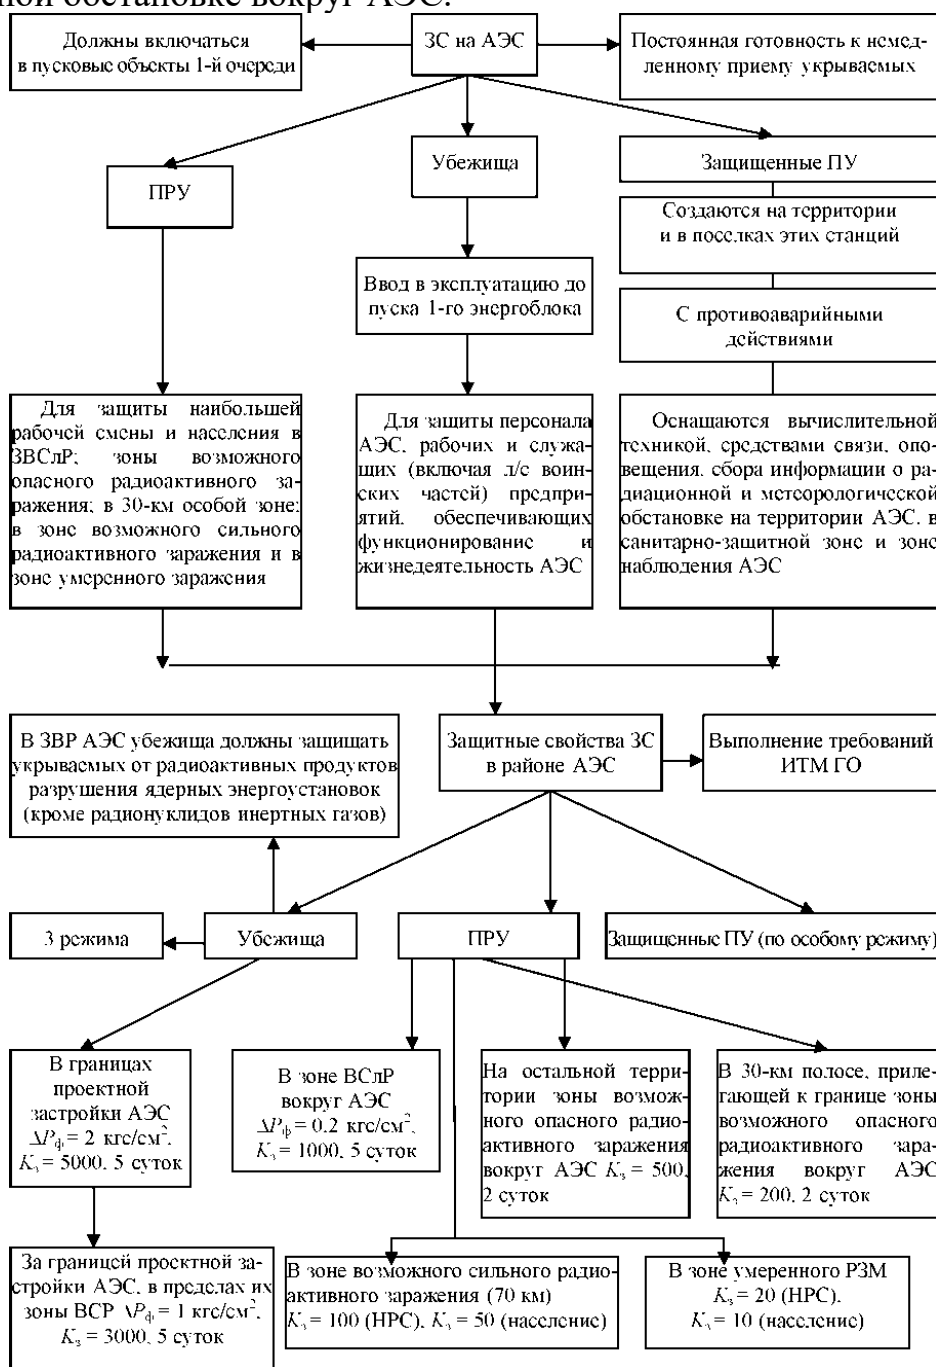 ной обстановке вокруг АЭС.
Должны включаться
в пусковые объекты 1-й очереди
ЗС на АЭС
Постоянная готовность к немед-
ленному приему укрываемых
ПРУ
Убежища
Защищенные ПУ
Создаются на территории
и в поселках этих станций
Ввод в эксплуатацию до
пуска 1-го энергоблока
С противоаварийными
действиями
Для защиты наибольшей
рабочей смены и населения в
ЗВСлР; зоны возможного
опасного радиоактивного за-
ражения; в 30-км особой зоне;
в зоне возможного сильного
радиоактивного заражения и в
зоне умеренного заражения
Для защиты персонала
АЭС, рабочих и служа-
щих (включая л/с воин-
ских частей) предпри-
ятий, обеспечивающих
функционирование и
жизнедеятельность АЭС
Оснащаются вычислительной
техникой, средствами связи, опо-
вещения, сбора информации о ра-
диационной и метеорологической
обстановке на территории АЭС, в
санитарно-защитной зоне и зоне
наблюдения АЭС
В ЗВР АЭС убежища должны защищать
укрываемых от радиоактивных продуктов
разрушения ядерных энергоустановок
(кроме радионуклидов инертных газов)
Защитные свойства ЗС
в районе АЭС
Выполнение требований
ИТМ ГО
3 режима
Убежища
ПРУ
Защищенные ПУ (по особому режиму)
В границах
проектной
застройки АЭС
ΔPф = 2 кгс/см²,
Kз = 5000, 5 суток
В зоне ВСлР
вокруг АЭС
ΔPф = 0,2 кгс/см²,
Kз = 1000, 5 суток
На остальной терри-
тории зоны возмож-
ного опасного радио-
активного заражения
вокруг АЭС Kз = 500,
2 суток
В 30-км полосе, приле-
гающей к границе зоны
возможного опасного
радиоактивного зара-
жения вокруг АЭС
Kз = 200, 2 суток
За границей проектной за-
стройки АЭС, в пределах их
зоны ВСР ΔPф = 1 кгс/см²,
Kз = 3000, 5 суток
В зоне возможного сильного радио-
активного заражения (70 км)
Kз = 100 (НРС), Kз = 50 (население)
В зоне умеренного РЗМ
Kз = 20 (НРС),
Kз = 10 (население)